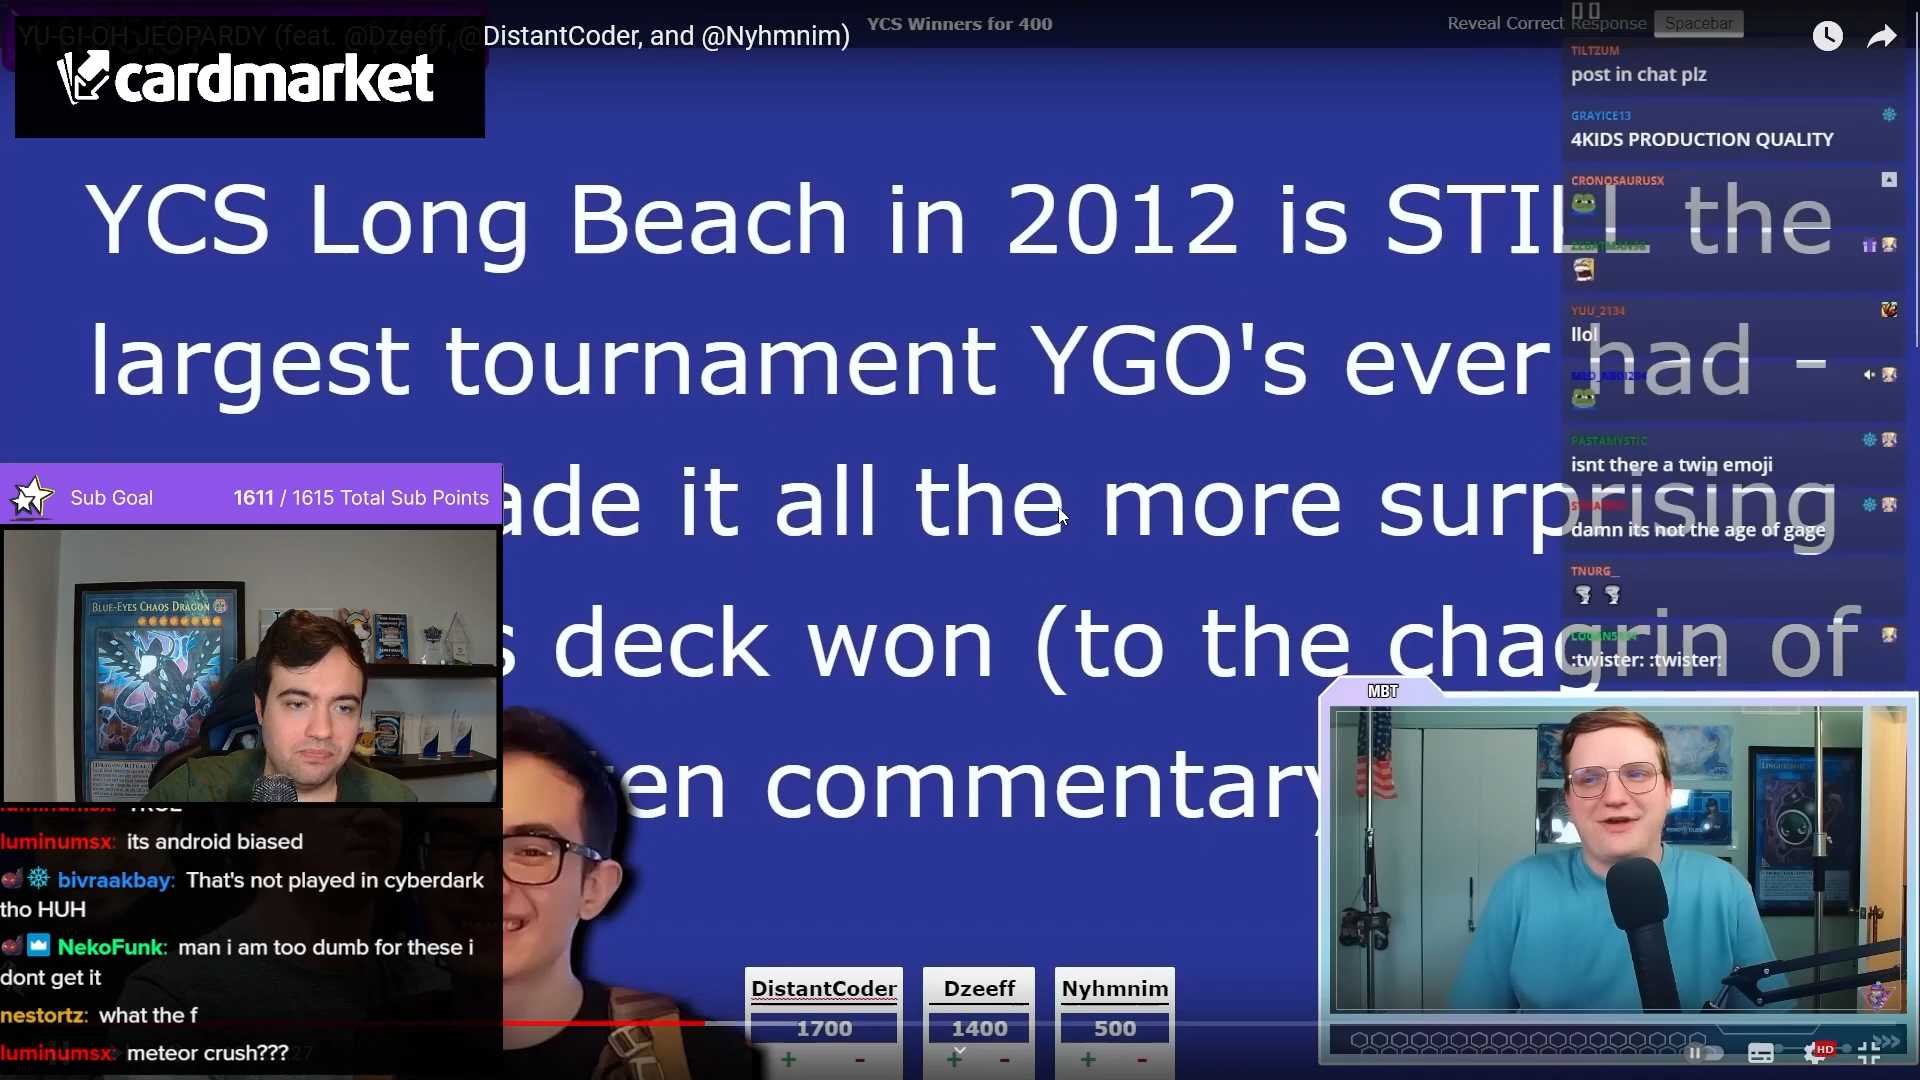 YU-GI-OH JEOPARDY (feat. @Dzeeff, @DistantCoder, and @Nyhmnim)
YCS Winners for 400
Reveal Correct Response
Spacebar
cardmarket
YCS Long Beach in 2012 is STILL the
largest tournament YGO's ever had -
ade it all the more surprising
s deck won (to the chagrin of
en commentary
TILTZUM
post in chat plz
GRAYICE13
4KIDS PRODUCTION QUALITY
CRONOSAURUSX
YUU_2134
llol
PASTAMYSTIC
isnt there a twin emoji
damn its not the age of gage
TNURG__
:twister: :twister:
Sub Goal
1611 / 1615 Total Sub Points
BLUE-EYES CHAOS DRAGON
luminumsx: its android biased
bivraakbay: That's not played in cyberdark
tho HUH
NekoFunk: man i am too dumb for these i
dont get it
nestortz: what the f
luminumsx: meteor crush???
MBT
DistantCoder
1700
+ -
Dzeeff
1400
+ -
Nyhmnim
500
+ -
HD